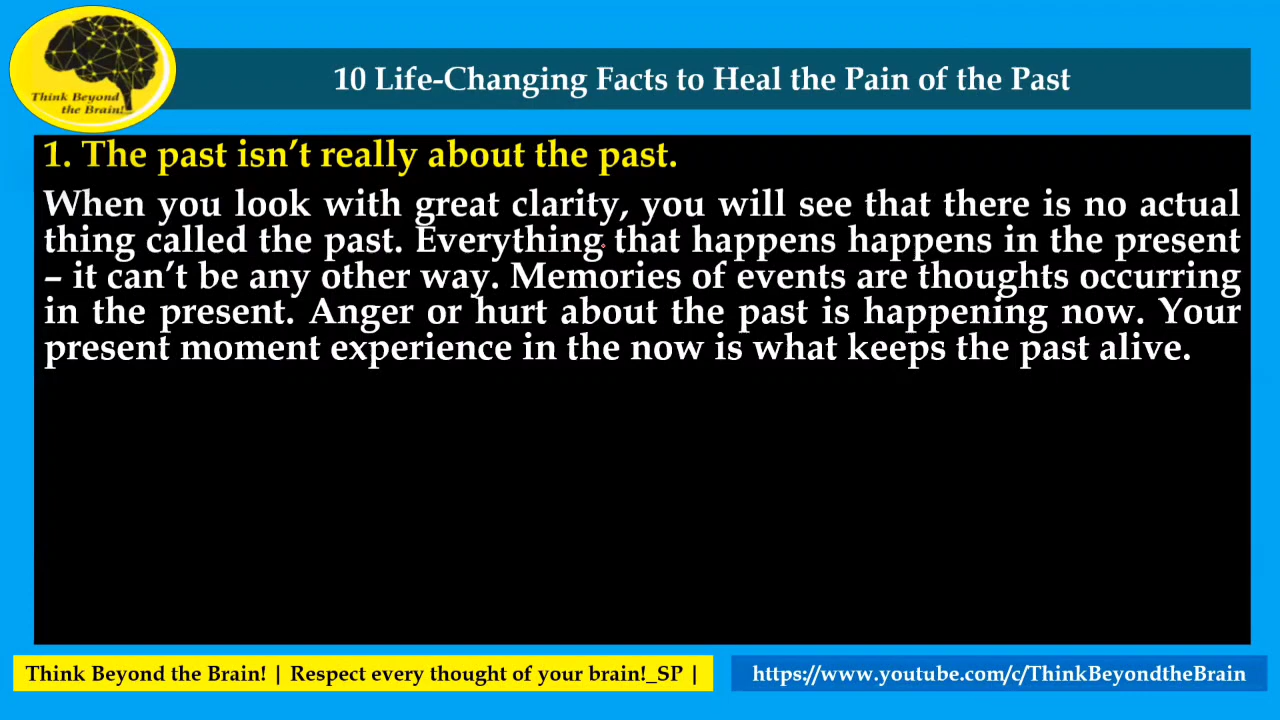 Think Beyond
the Brain!
10 Life-Changing Facts to Heal the Pain of the Past
1. The past isn’t really about the past.
When you look with great clarity, you will see that there is no actual
thing called the past. Everything that happens happens in the present
– it can’t be any other way. Memories of events are thoughts occurring
in the present. Anger or hurt about the past is happening now. Your
present moment experience in the now is what keeps the past alive.
Think Beyond the Brain! | Respect every thought of your brain!_SP |
https://www.youtube.com/c/ThinkBeyondtheBrain